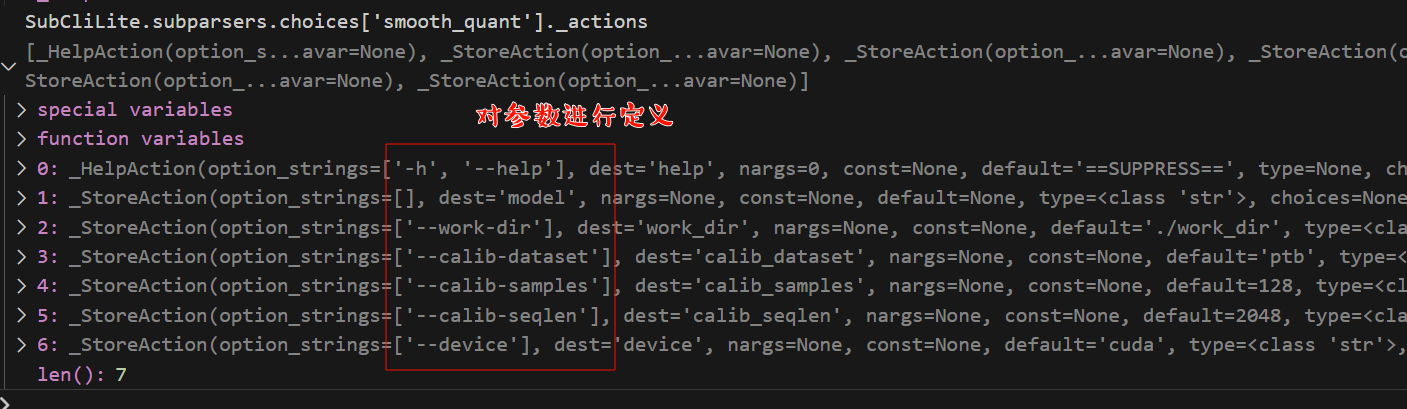 SubCliLite.subparsers.choices['smooth_quant']._actions
[_HelpAction(option_s...avar=None), _StoreAction(option_...avar=None), _StoreAction(option_...avar=None), _StoreAction(o
StoreAction(option_...avar=None), _StoreAction(option_...avar=None)]
对参数进行定义
> special variables
> function variables
> 0: _HelpAction(option_strings=['-h', '--help'], dest='help', nargs=0, const=None, default='==SUPPRESS==', type=None, ch
> 1: _StoreAction(option_strings=[], dest='model', nargs=None, const=None, default=None, type=<class 'str'>, choices=None
> 2: _StoreAction(option_strings=['--work-dir'], dest='work_dir', nargs=None, const=None, default='./work_dir', type=<cla
> 3: _StoreAction(option_strings=['--calib-dataset'], dest='calib_dataset', nargs=None, const=None, default='ptb', type=<
> 4: _StoreAction(option_strings=['--calib-samples'], dest='calib_samples', nargs=None, const=None, default=128, type=<cl
> 5: _StoreAction(option_strings=['--calib-seqlen'], dest='calib_seqlen', nargs=None, const=None, default=2048, type=<cla
> 6: _StoreAction(option_strings=['--device'], dest='device', nargs=None, const=None, default='cuda', type=<class 'str'>,
len(): 7